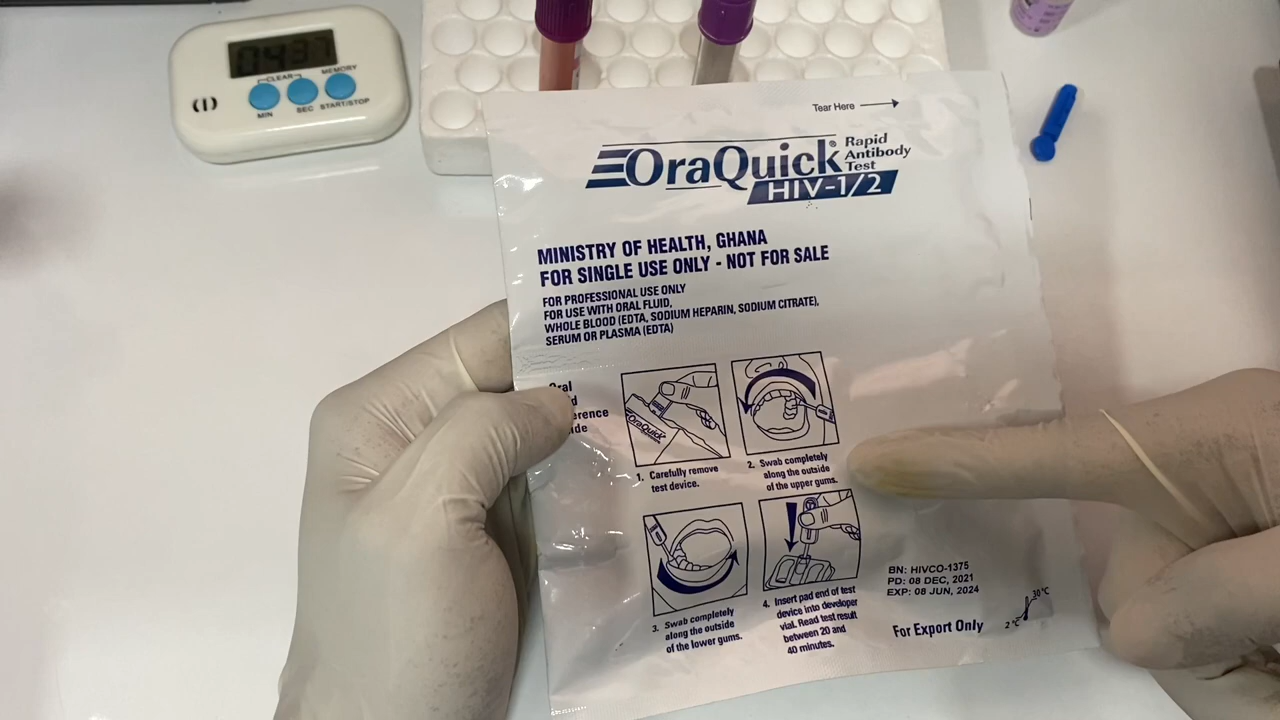 04:37
CLEAR
MEMORY
MIN
SEC
START/STOP
Tear Here
OraQuick® Rapid
Antibody
Test
HIV-1/2
MINISTRY OF HEALTH, GHANA
FOR SINGLE USE ONLY - NOT FOR SALE
FOR PROFESSIONAL USE ONLY
FOR USE WITH ORAL FLUID,
WHOLE BLOOD (EDTA, SODIUM HEPARIN, SODIUM CITRATE),
SERUM OR PLASMA (EDTA)
Oral
OraQuick
1. Carefully remove
test device.
2. Swab completely
along the outside
of the upper gums.
3. Swab completely
along the outside
of the lower gums.
4. Insert pad end of test
device into developer
vial. Read test result
between 20 and
40 minutes.
BN: HIVCO-1375
PD: 08 DEC, 2021
EXP: 08 JUN, 2024
For Export Only
2°C
30°C